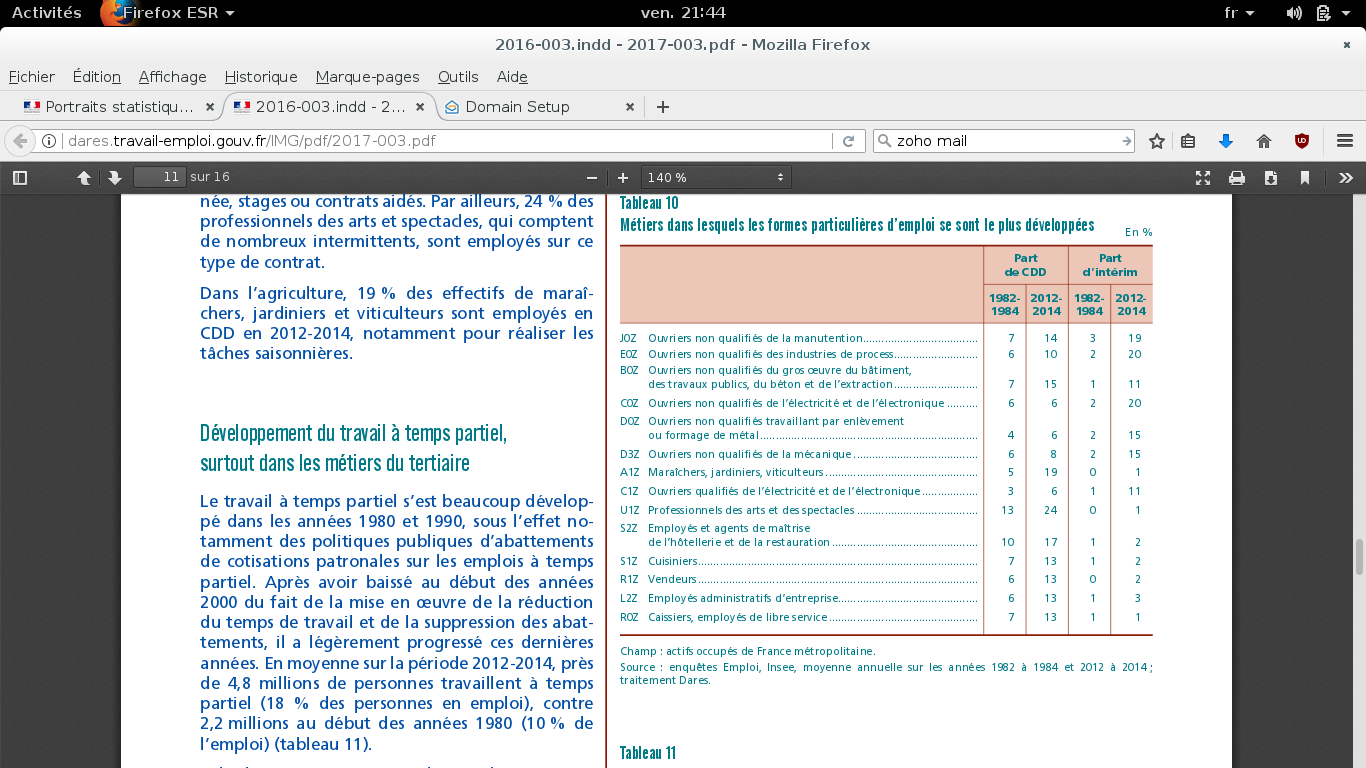 Activités Firefox ESR ven. 21:44 fr
2016-003.indd - 2017-003.pdf - Mozilla Firefox
Fichier Édition Affichage Historique Marque-pages Outils Aide
Portraits statistiqu... 2016-003.indd - 2... Domain Setup
dares.travail-emploi.gouv.fr/IMG/pdf/2017-003.pdf zoho mail
11 sur 16 140 %
née, stages ou contrats aidés. Par ailleurs, 24 % des
professionnels des arts et spectacles, qui comptent
de nombreux intermittents, sont employés sur ce
type de contrat.
Dans l'agriculture, 19 % des effectifs de maraî-
chers, jardiniers et viticulteurs sont employés en
CDD en 2012-2014, notamment pour réaliser les
tâches saisonnières.
Développement du travail à temps partiel,
surtout dans les métiers du tertiaire
Le travail à temps partiel s'est beaucoup dévelop-
pé dans les années 1980 et 1990, sous l'effet no-
tamment des politiques publiques d'abattements
de cotisations patronales sur les emplois à temps
partiel. Après avoir baissé au début des années
2000 du fait de la mise en œuvre de la réduction
du temps de travail et de la suppression des abat-
tements, il a légèrement progressé ces dernières
années. En moyenne sur la période 2012-2014, près
de 4,8 millions de personnes travaillent à temps
partiel (18 % des personnes en emploi), contre
2,2 millions au début des années 1980 (10 % de
l'emploi) (tableau 11).
Tableau 10
Métiers dans lesquels les formes particulières d'emploi se sont le plus développées
En %
Part de CDD Part d'intérim
1982-1984 2012-2014 1982-1984 2012-2014
J0Z Ouvriers non qualifiés de la manutention 7 14 3 19
E0Z Ouvriers non qualifiés des industries de process 6 10 2 20
B0Z Ouvriers non qualifiés du gros œuvre du bâtiment,
des travaux publics, du béton et de l'extraction 7 15 1 11
C0Z Ouvriers non qualifiés de l'électricité et de l'électronique 6 6 2 20
D0Z Ouvriers non qualifiés travaillant par enlèvement
ou formage de métal 4 6 2 15
D3Z Ouvriers non qualifiés de la mécanique 6 8 2 15
A1Z Maraîchers, jardiniers, viticulteurs 5 19 0 1
C1Z Ouvriers qualifiés de l'électricité et de l'électronique 3 6 1 11
U1Z Professionnels des arts et des spectacles 13 24 0 1
S2Z Employés et agents de maîtrise
de l'hôtellerie et de la restauration 10 17 1 2
S1Z Cuisiniers 7 13 1 2
R1Z Vendeurs 6 13 0 2
L2Z Employés administratifs d'entreprise 6 13 1 3
R0Z Caissiers, employés de libre service 7 13 1 1
Champ : actifs occupés de France métropolitaine.
Source : enquêtes Emploi, Insee, moyenne annuelle sur les années 1982 à 1984 et 2012 à 2014 ;
traitement Dares.
Tableau 11